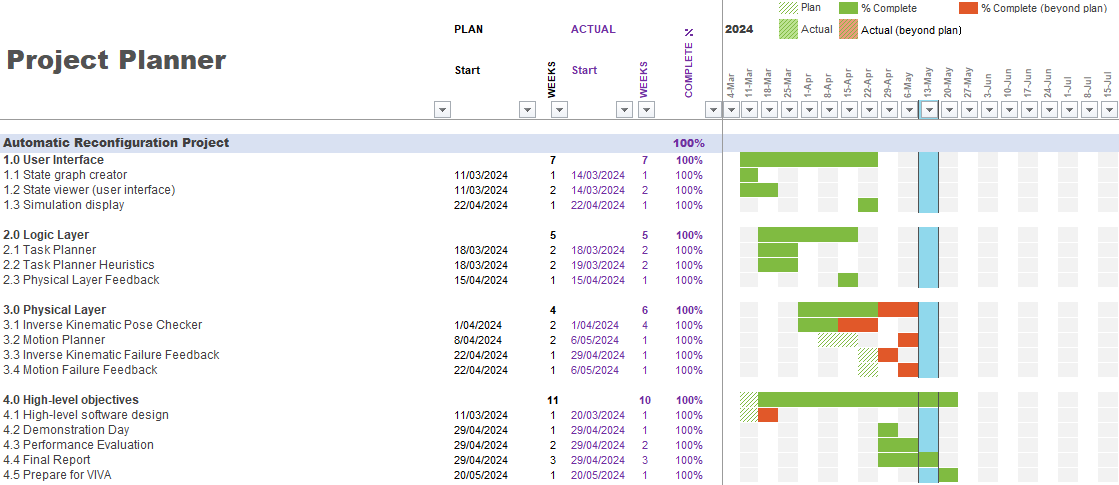 Plan % Complete % Complete (beyond plan)
PLAN ACTUAL 2024 Actual Actual (beyond plan)
Project Planner
Start WEEKS Start WEEKS COMPLETE %
4-Mar 11-Mar 18-Mar 25-Mar 1-Apr 8-Apr 15-Apr 22-Apr 29-Apr 6-May 13-May 20-May 27-May 3-Jun 10-Jun 17-Jun 24-Jun 1-Jul 8-Jul 15-Jul
Automatic Reconfiguration Project 100%
1.0 User Interface 7 7 100%
1.1 State graph creator 11/03/2024 1 14/03/2024 1 100%
1.2 State viewer (user interface) 11/03/2024 2 14/03/2024 2 100%
1.3 Simulation display 22/04/2024 1 22/04/2024 1 100%
2.0 Logic Layer 5 5 100%
2.1 Task Planner 18/03/2024 2 18/03/2024 2 100%
2.2 Task Planner Heuristics 18/03/2024 2 19/03/2024 2 100%
2.3 Physical Layer Feedback 15/04/2024 1 15/04/2024 1 100%
3.0 Physical Layer 4 6 100%
3.1 Inverse Kinematic Pose Checker 1/04/2024 2 1/04/2024 4 100%
3.2 Motion Planner 8/04/2024 2 6/05/2024 1 100%
3.3 Inverse Kinematic Failure Feedback 22/04/2024 1 29/04/2024 1 100%
3.4 Motion Failure Feedback 22/04/2024 1 6/05/2024 1 100%
4.0 High-level objectives 11 10 100%
4.1 High-level software design 11/03/2024 1 20/03/2024 1 100%
4.2 Demonstration Day 29/04/2024 1 29/04/2024 1 100%
4.3 Performance Evaluation 29/04/2024 2 29/04/2024 2 100%
4.4 Final Report 29/04/2024 3 29/04/2024 3 100%
4.5 Prepare for VIVA 20/05/2024 1 20/05/2024 1 100%